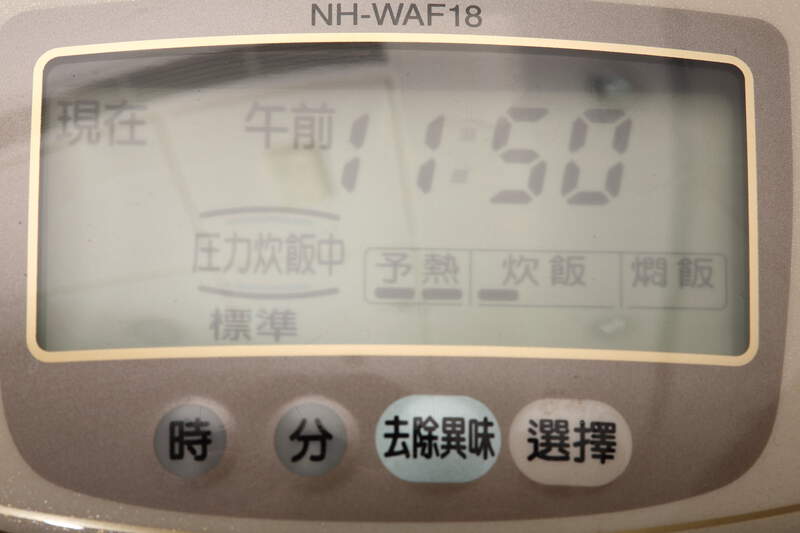 NH-WAF18
現在 午前 11:50
圧力炊飯中
予熱 炊飯 燜飯
標準
時 分 去除異味 選擇